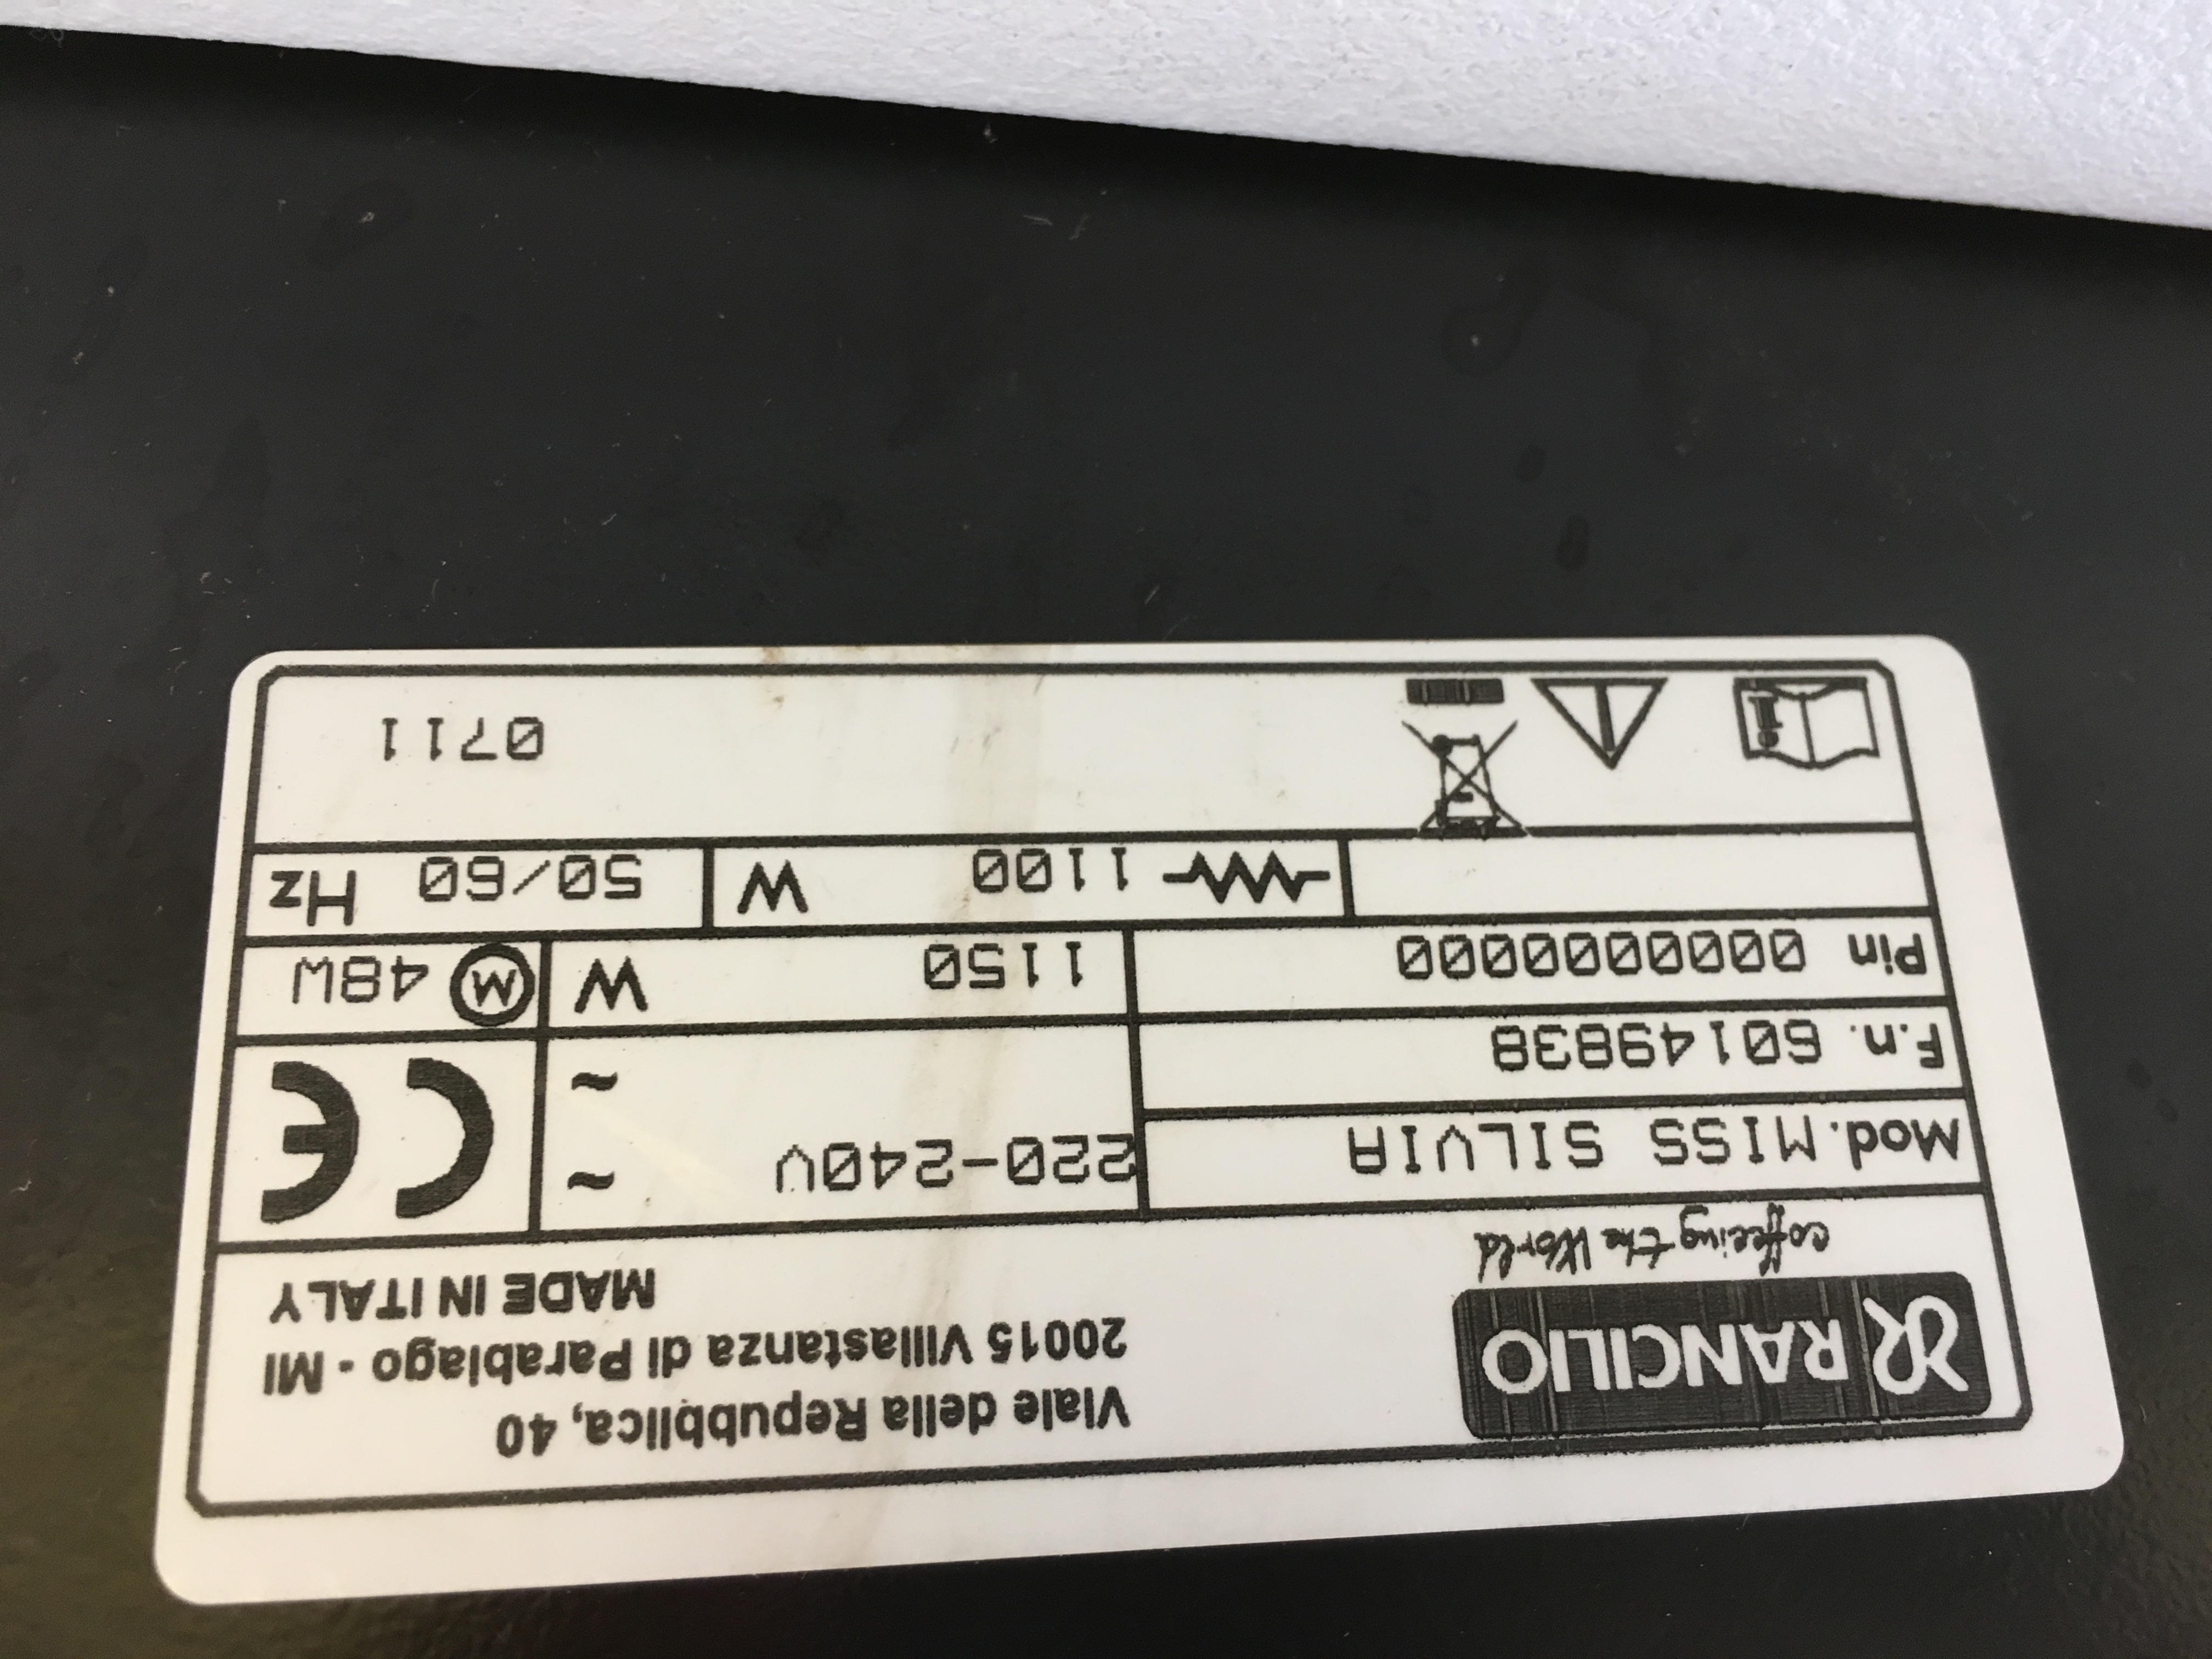 RANCILIO
coffeeing the World
Viale della Repubblica, 40
20015 Villastanza di Parabiago - MI
MADE IN ITALY
Mod. MISS SILVIA
220-240V ~
~
CE
F.n. 60149838
Pin 0000000000
1150 W
M 48W
1100 W
50/60 Hz
0711